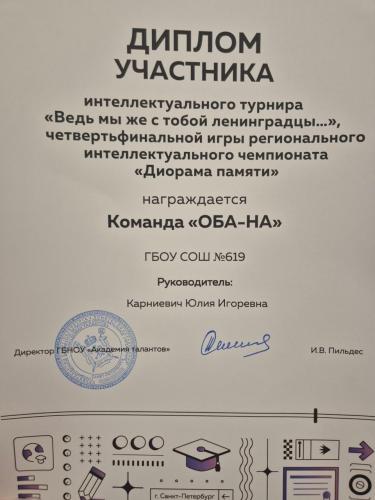 ДИПЛОМ
УЧАСТНИКА
интеллектуального турнира
«Ведь мы же с тобой ленинградцы...»,
четвертьфинальной игры регионального
интеллектуального чемпионата
«Диорама памяти»
награждается
Команда «ОБА-НА»
ГБОУ СОШ №619
Руководитель:
Карниевич Юлия Игоревна
Директор ГБНОУ «Академия талантов»
И.В. Пильдес
г. Санкт-Петербург